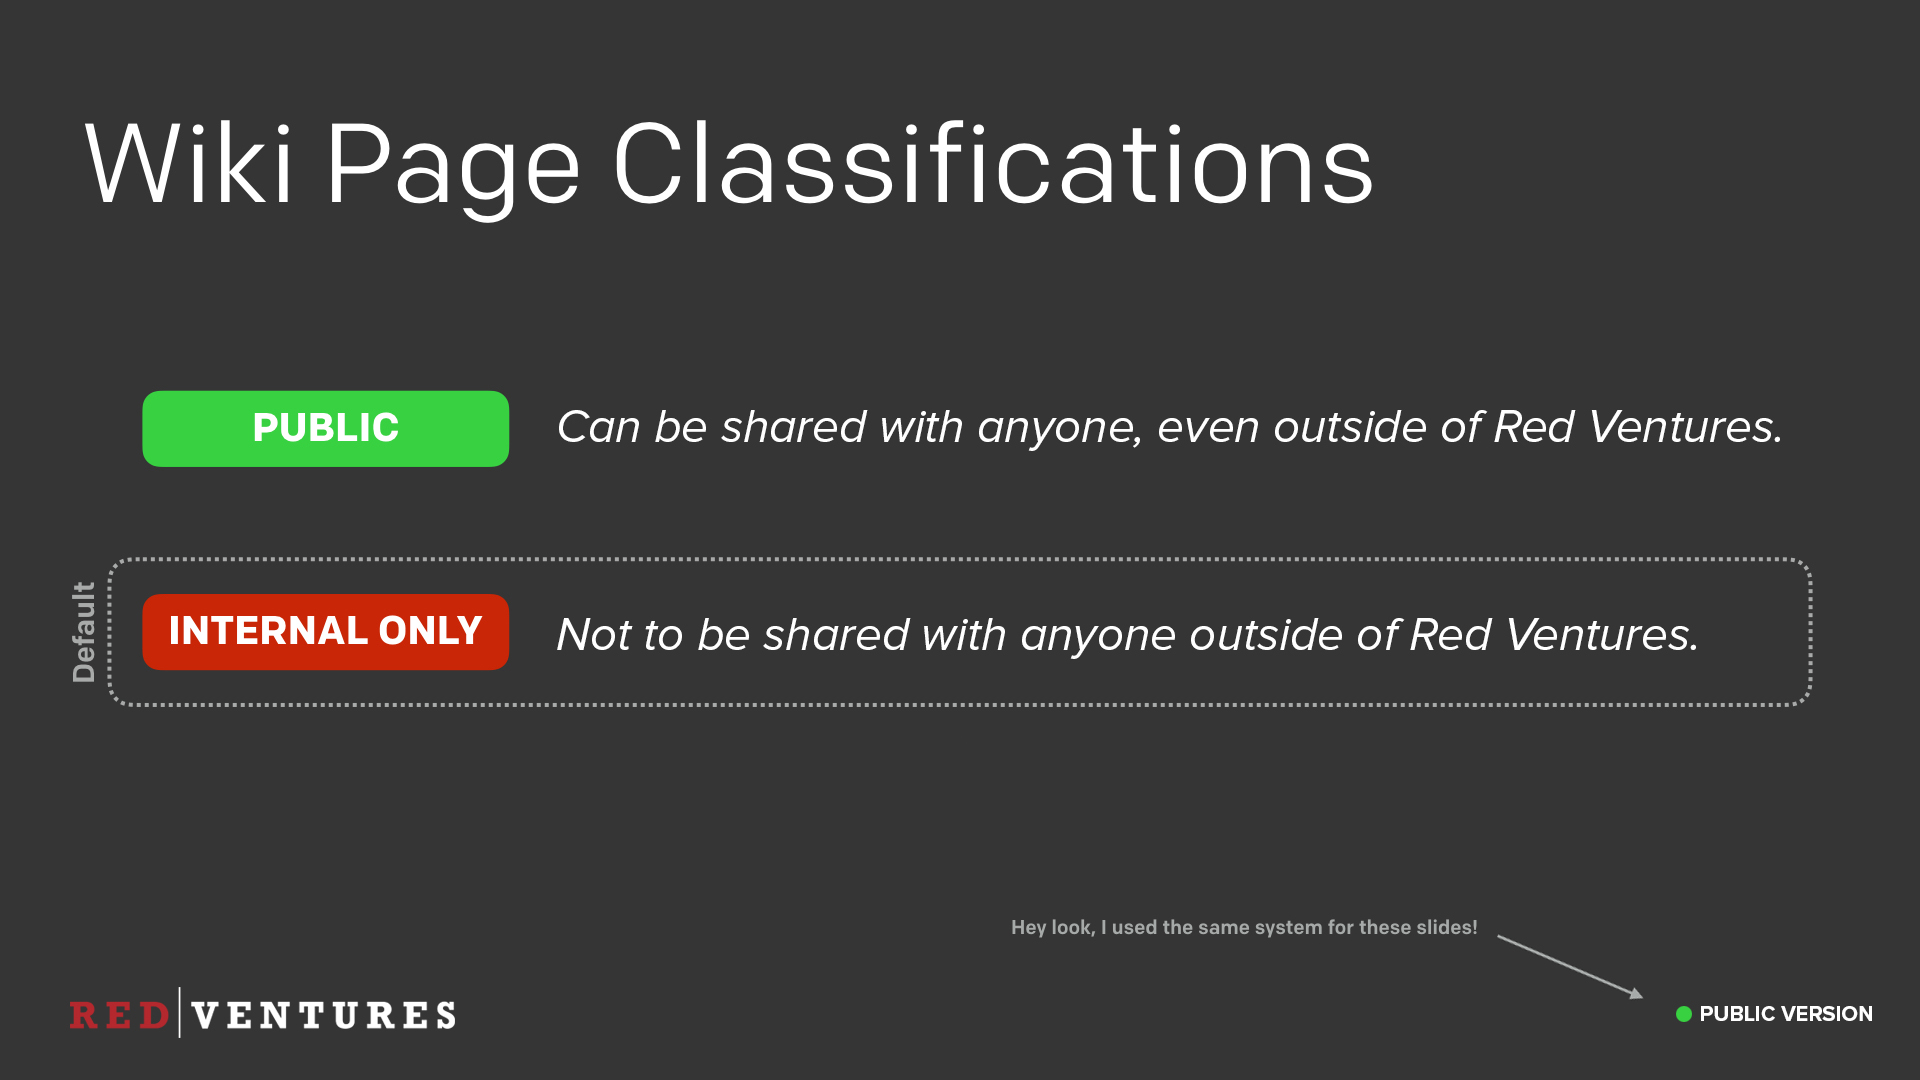 Wiki Page Classifications
PUBLIC
Can be shared with anyone, even outside of Red Ventures.
Default
INTERNAL ONLY
Not to be shared with anyone outside of Red Ventures.
Hey look, I used the same system for these slides!
RED VENTURES
PUBLIC VERSION